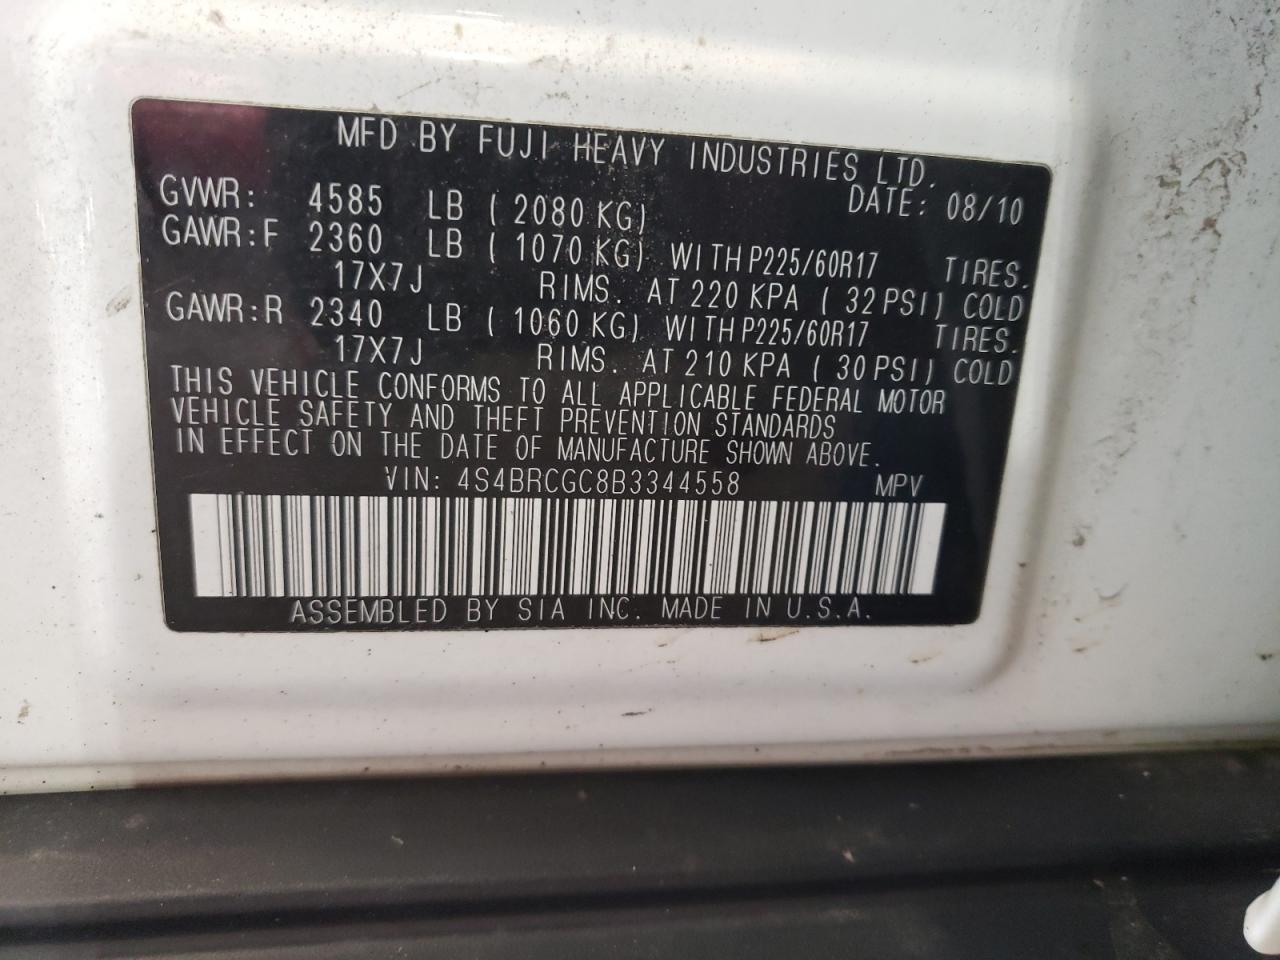 MFD BY FUJI HEAVY INDUSTRIES LTD.
DATE: 08/10
GVWR: 4585 LB ( 2080 KG)
GAWR:F 2360 LB ( 1070 KG) WITH P225/60R17 TIRES.
17X7J RIMS. AT 220 KPA ( 32 PSI) COLD
GAWR:R 2340 LB ( 1060 KG) WITH P225/60R17 TIRES.
17X7J RIMS. AT 210 KPA ( 30 PSI) COLD
THIS VEHICLE CONFORMS TO ALL APPLICABLE FEDERAL MOTOR
VEHICLE SAFETY AND THEFT PREVENTION STANDARDS
IN EFFECT ON THE DATE OF MANUFACTURE SHOWN ABOVE.
VIN: 4S4BRCGC8B3344558 MPV
ASSEMBLED BY SIA INC. MADE IN U.S.A.